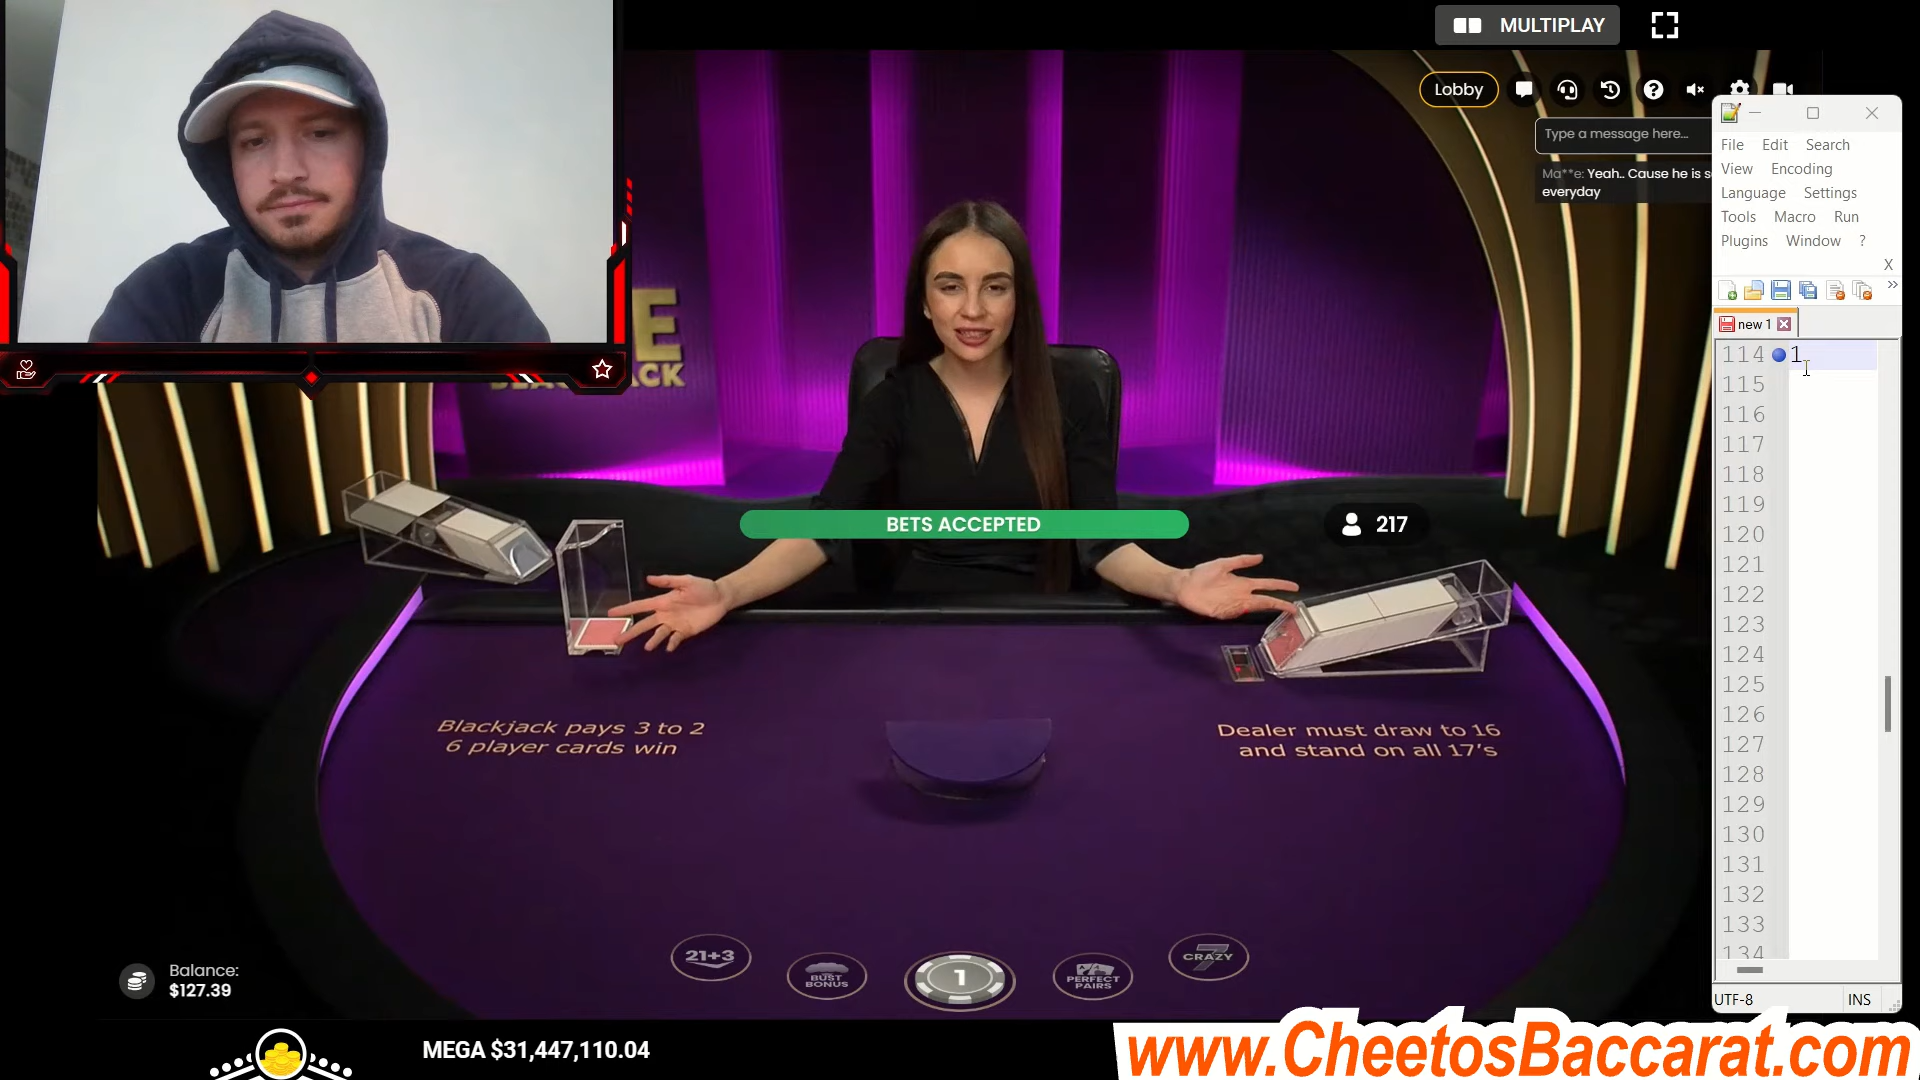 MULTIPLAY
Lobby
Type a message here...
Ma**e: Yeah.. Cause he is s
everyday
E
JACK
BETS ACCEPTED
217
Blackjack pays 3 to 2
6 player cards win
Dealer must draw to 16
and stand on all 17's
21+3
BUST
BONUS
1
PERFECT
PAIRS
7
CRAZY
Balance:
$127.39
MEGA $31,447,110.04
File Edit Search
View Encoding
Language Settings
Tools Macro Run
Plugins Window ?
X
new 1
114 1
115
116
117
118
119
120
121
122
123
124
125
126
127
128
129
130
131
132
133
134
UTF-8 INS
www.CheetosBaccarat.com